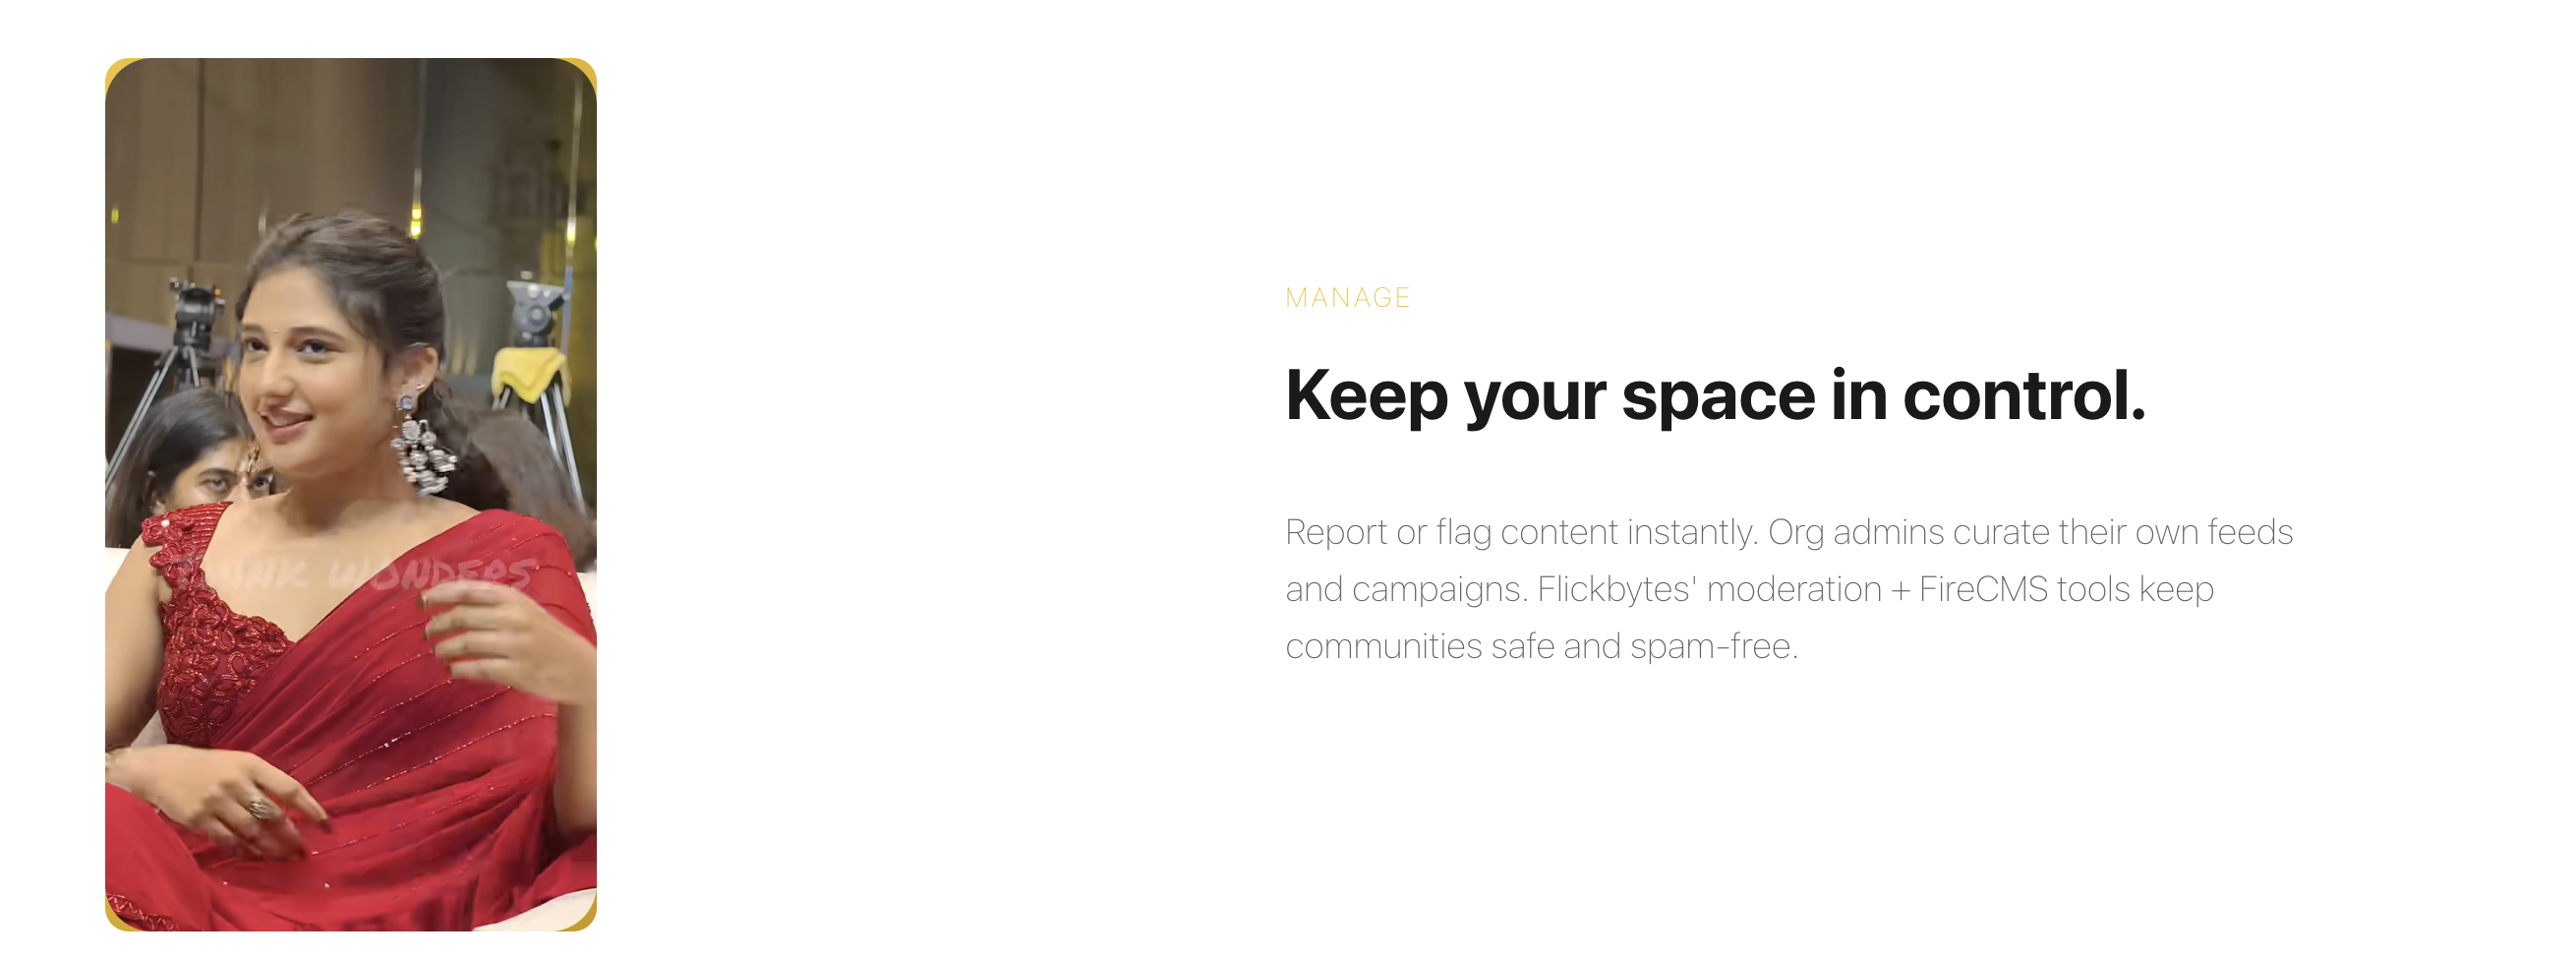 MANAGE
Keep your space in control.
Report or flag content instantly. Org admins curate their own feeds
and campaigns. Flickbytes' moderation + FireCMS tools keep
communities safe and spam-free.
WONDERS